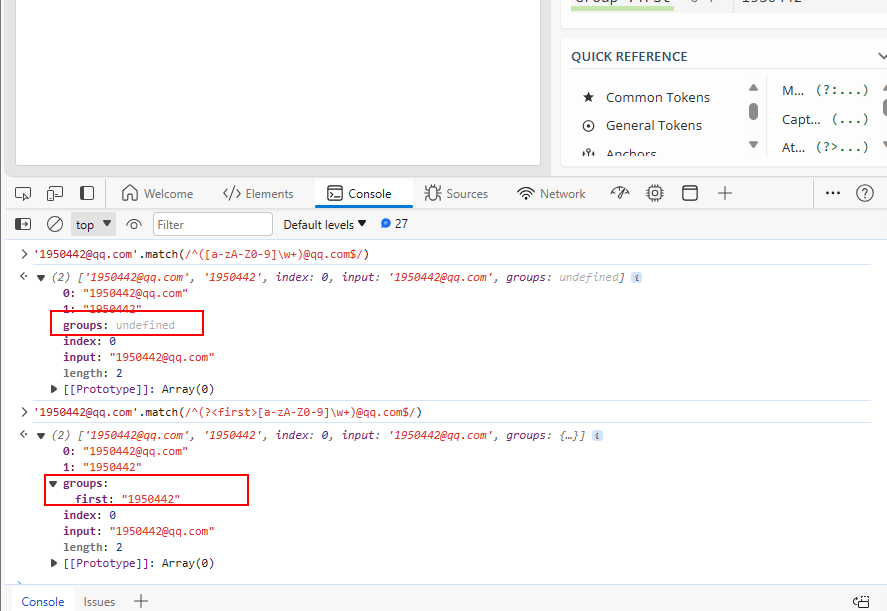 QUICK REFERENCE
Common Tokens
General Tokens
Anchors
M... (?:...)
Capt... (...)
At... (?>...)
Welcome
</> Elements
Console
Sources
Network
top
Filter
Default levels
27
'1950442@qq.com'.match(/^([a-zA-Z0-9]\w+)@qq.com$/)
(2) ['1950442@qq.com', '1950442', index: 0, input: '1950442@qq.com', groups: undefined]
0: "1950442@qq.com"
1: "1950442"
groups: undefined
index: 0
input: "1950442@qq.com"
length: 2
[[Prototype]]: Array(0)
'1950442@qq.com'.match(/^(?<first>[a-zA-Z0-9]\w+)@qq.com$/)
(2) ['1950442@qq.com', '1950442', index: 0, input: '1950442@qq.com', groups: {…}]
0: "1950442@qq.com"
1: "1950442"
groups:
first: "1950442"
index: 0
input: "1950442@qq.com"
length: 2
[[Prototype]]: Array(0)
Console
Issues